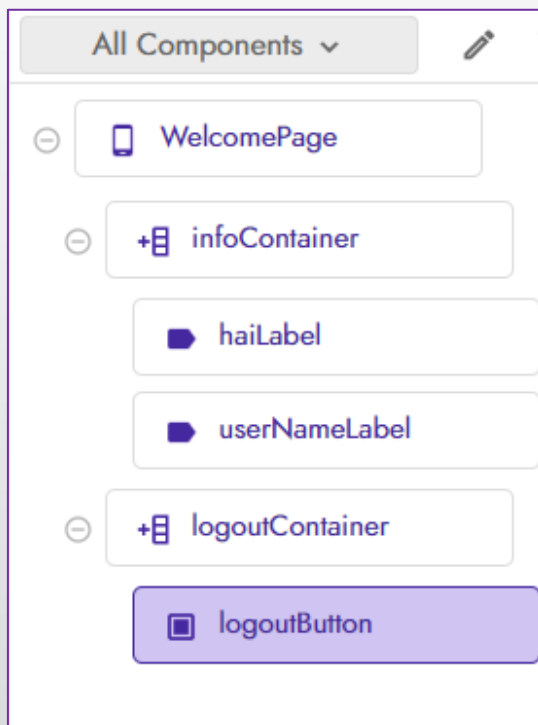 All Components
WelcomePage
infoContainer
haiLabel
userNameLabel
logoutContainer
logoutButton